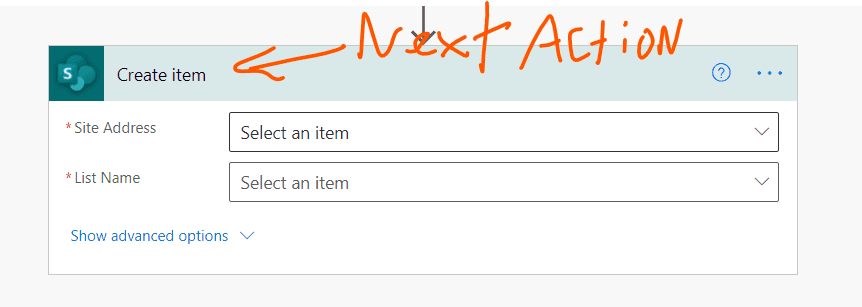 Next Action
S
Create item
?
* Site Address
Select an item
* List Name
Select an item
Show advanced options